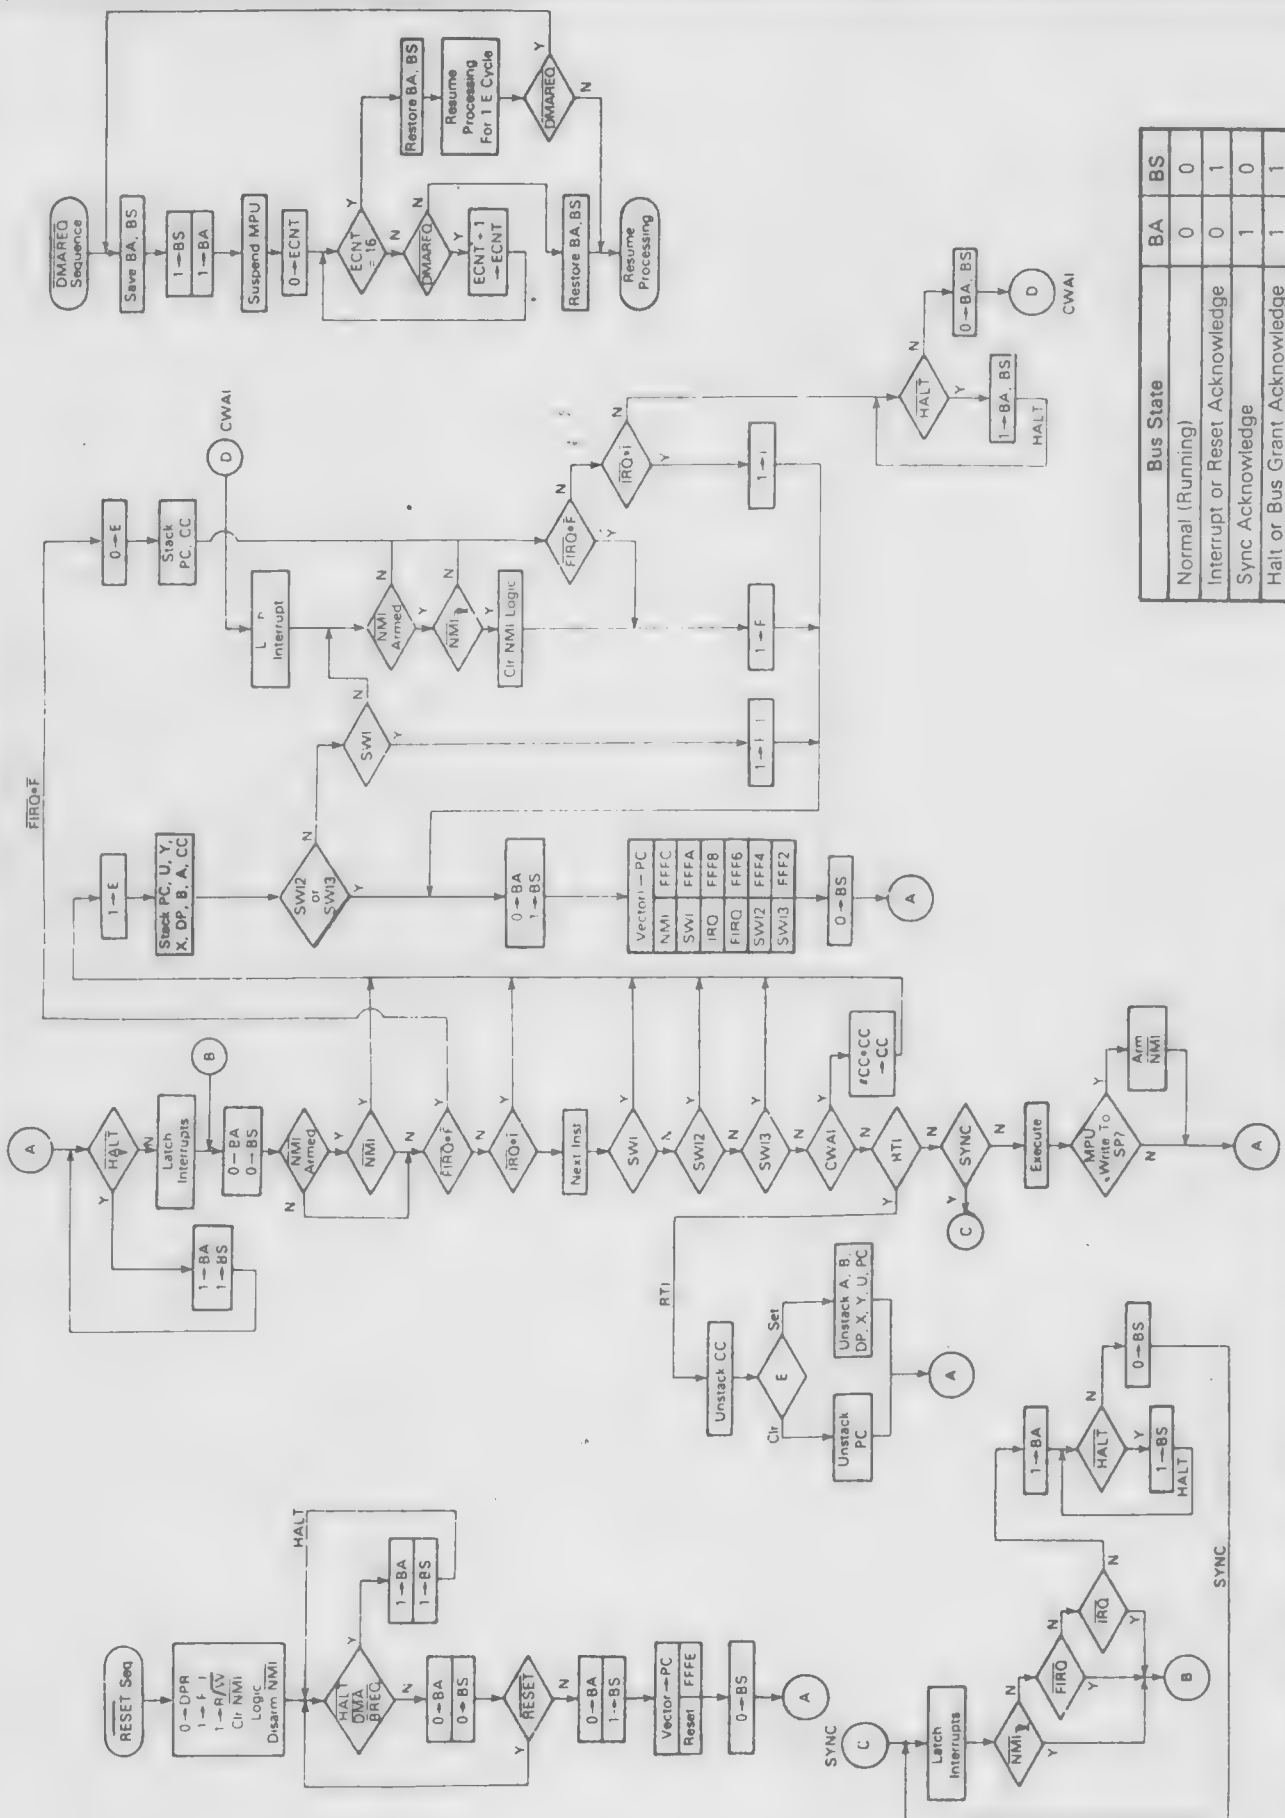 RESET Seq
0→DPR
1→F I
1→R/W
Clr NMI
Logic
Disarm NMI
HALT
DMA
BREQ
Y
N
HALT
1→BA
1→BS
0→BA
0→BS
RESET
Y
N
0→BA
1→BS
Vector→PC
Reset FFFE
0→BS
A
A
HALT
Y
N
1→BA
1→BS
Latch
Interrupts
B
0→BA
0→BS
NMI
Armed
N
Y
NMI
Y
N
FIRQ•F
Y
N
FIRQ•F
IRQ•I
Y
N
Next Inst
SWI
Y
N
SWI2
Y
N
SWI3
Y
N
CWAI
Y
N
CC•CC
→CC
RTI
Y
N
RTI
Unstack CC
E
Clr
Set
Unstack
PC
Unstack A, B,
DP, X, Y, U, PC
A
SYNC
Y
N
C
Execute
MPU
Write To
SP
Y
N
Arm
NMI
A
SYNC
C
Latch
Interrupts
NMI
Y
N
FIRQ
Y
N
IRQ
Y
N
B
1→BA
HALT
Y
N
1→BS
HALT
0→BS
SYNC
1→E
Stack PC, U, Y,
X, DP, B, A, CC
SWI2
or
SWI3
Y
N
0→BA
1→BS
Vector→PC
NMI FFFC
SWI FFFA
IRQ FFF8
FIRQ FFF6
SWI2 FFF4
SWI3 FFF2
0→BS
A
SWI
Y
N
1→F I
0→E
Stack
PC, CC
D
CWAI
Interrupt
NMI
Armed
Y
N
NMI
Y
N
Clr NMI Logic
FIRQ•F
Y
N
1→F
IRQ•I
Y
N
1→I
HALT
Y
N
1→BA, BS
HALT
0→BA, BS
D
CWAI
DMAREQ
Sequence
Save BA, BS
1→BS
1→BA
Suspend MPU
0→ECNT
ECNT
= 16
Y
N
DMAREQ
Y
N
ECNT + 1
→ECNT
Restore BA, BS
Resume
Processing
Restore BA, BS
Resume
Processing
For 1 E Cycle
DMAREQ
Y
N
Bus State BA BS
Normal (Running) 0 0
Interrupt or Reset Acknowledge 0 1
Sync Acknowledge 1 0
Halt or Bus Grant Acknowledge 1 1